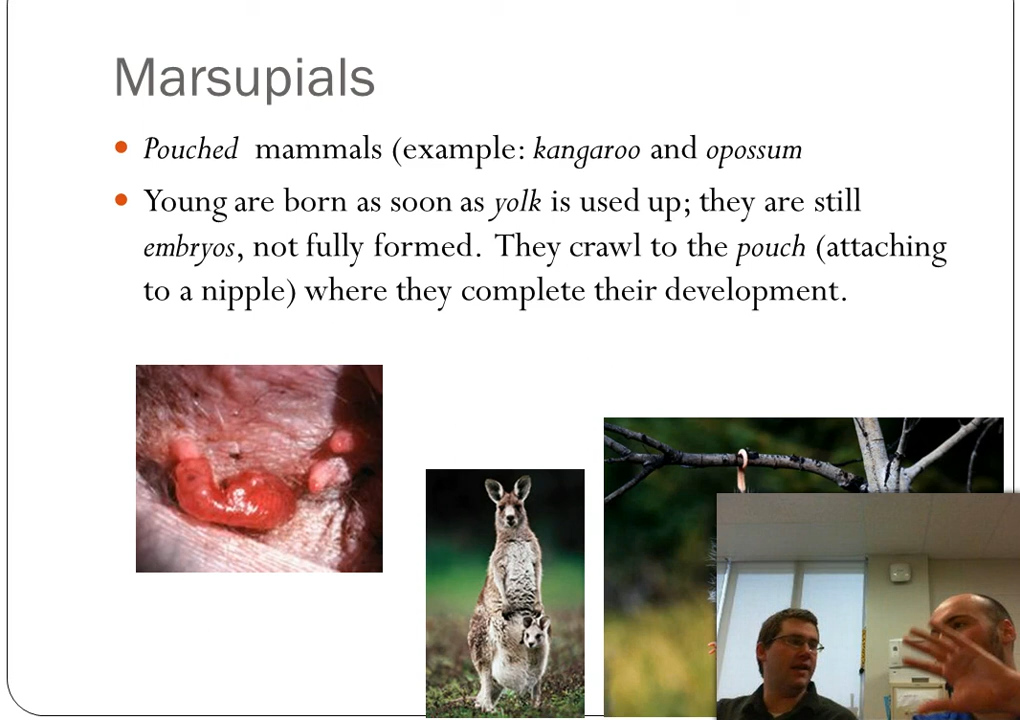 Marsupials
Pouched mammals (example: kangaroo and opossum
Young are born as soon as yolk is used up; they are still
embryos, not fully formed. They crawl to the pouch (attaching
to a nipple) where they complete their development.